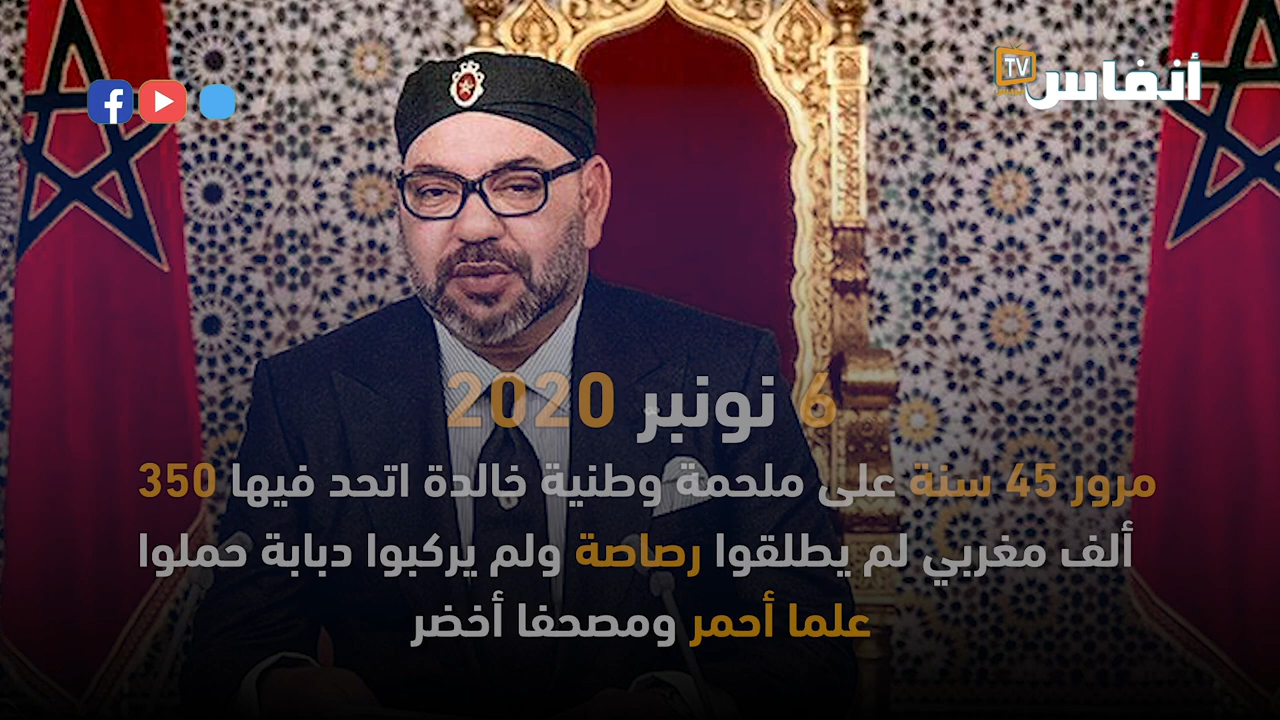 TV أنفاس
6 نونبر 2020
مرور 45 سنة على ملحمة وطنية خالدة اتحد فيها 350
ألف مغربي لم يطلقوا رصاصة ولم يركبوا دبابة حملوا
علما أحمر ومصحفا أخضر